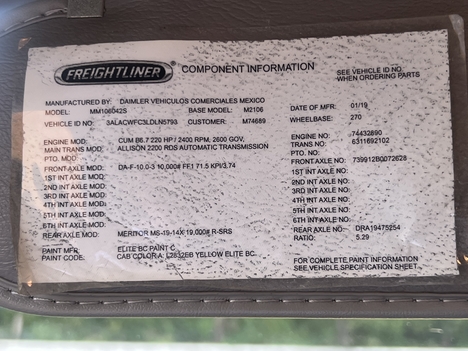 FREIGHTLINER
COMPONENT INFORMATION
SEE VEHICLE ID NO.
WHEN ORDERING PARTS
MANUFACTURED BY: DAIMLER VEHICULOS COMERCIALES MEXICO
MODEL: MM106042S BASE MODEL: M2106 DATE OF MFR: 01/19
VEHICLE ID NO: 3ALACWFC3LDLN5793 CUSTOMER: M74689 WHEELBASE: 270
ENGINE MOD: CUM B6.7 220 HP / 2400 RPM, 2600 GOV, ENGINE NO: 74432890
MAIN TRANS MOD: ALLISON 2200 RDS AUTOMATIC TRANSMISSION TRANS NO: 6311692102
PTO. MOD: PTO NO:
FRONT AXLE MOD: DA-F-10.0-3 10,000# FF1 71.5 KPI/3.74 FRONT AXLE NO: 739912B0072628
1ST INT AXLE MOD: 1ST INT AXLE NO:
2ND INT AXLE MOD: 2ND INT AXLE NO:
3RD INT AXLE MOD: 3RD INT AXLE NO:
4TH INT AXLE MOD: 4TH INT AXLE NO:
5TH INT AXLE MOD: 5TH INT AXLE NO:
6TH INT AXLE MOD: 6TH INT AXLE NO:
REAR AXLE MOD: MERITOR MS-19-14X 19,000# R-SRS REAR AXLE NO: DRA19475254
RATIO: 5.29
PAINT MFR: ELITE BC PAINT C
PAINT CODE: CAB COLOR A: L2832EB YELLOW ELITE BC.
FOR COMPLETE PAINT INFORMATION
SEE VEHICLE SPECIFICATION SHEET.